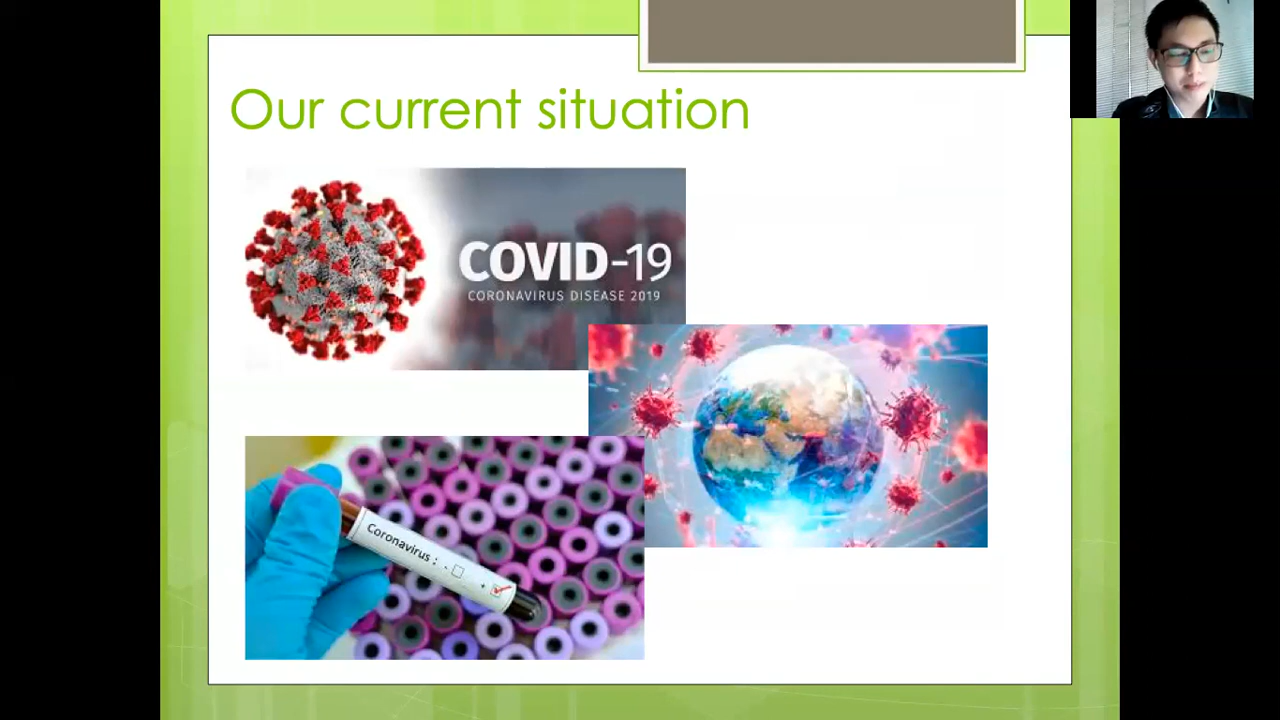 Our current situation
COVID-19
CORONAVIRUS DISEASE 2019
Coronavirus : - ☐
+ ☑